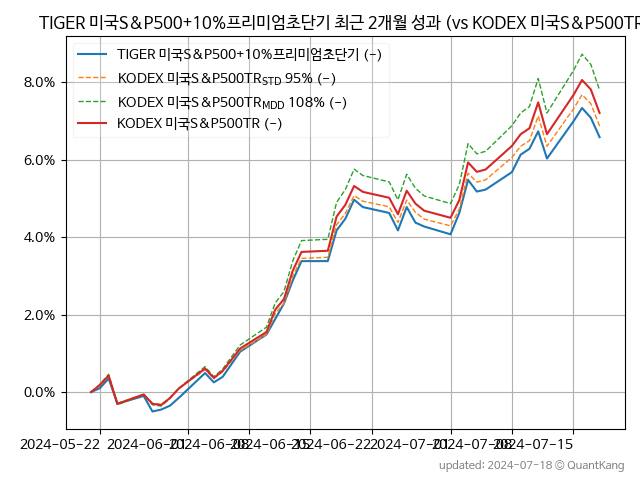 TIGER 미국S&P500+10%프리미엄초단기 최근 2개월 성과 (vs KODEX 미국S&P500TR
TIGER 미국S&P500+10%프리미엄초단기 (-)
KODEX 미국S&P500TR_STD 95% (-)
KODEX 미국S&P500TR_MDD 108% (-)
KODEX 미국S&P500TR (-)
8.0%
6.0%
4.0%
2.0%
0.0%
2024-05-22 2024-06-01 2024-06-08 2024-06-15 2024-06-22 2024-07-01 2024-07-08 2024-07-15
updated: 2024-07-18 © QuantKang